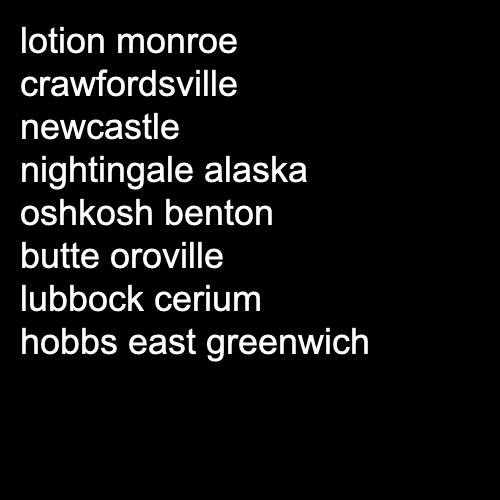 lotion monroe
crawfordsville
newcastle
nightingale alaska
oshkosh benton
butte oroville
lubbock cerium
hobbs east greenwich